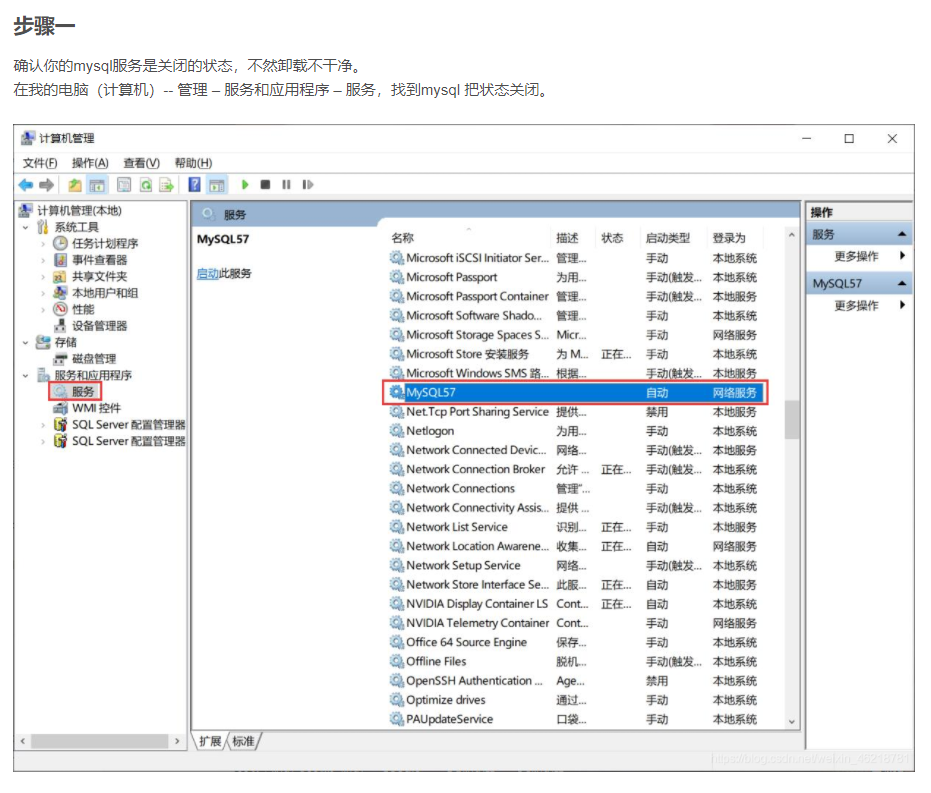 步骤一
确认你的mysql服务是关闭的状态，不然卸载不干净。
在我的电脑（计算机）-- 管理 – 服务和应用程序 – 服务，找到mysql 把状态关闭。
计算机管理
文件(F) 操作(A) 查看(V) 帮助(H)
计算机管理(本地)
系统工具
任务计划程序
事件查看器
共享文件夹
本地用户和组
性能
设备管理器
存储
磁盘管理
服务和应用程序
服务
WMI 控件
SQL Server 配置管理器
SQL Server 配置管理器
服务
MySQL57
启动此服务
名称 描述 状态 启动类型 登录为
Microsoft iSCSI Initiator Ser... 管理... 手动 本地系统
Microsoft Passport 为用... 手动(触发... 本地系统
Microsoft Passport Container 管理... 手动(触发... 本地服务
Microsoft Software Shado... 管理... 手动 本地系统
Microsoft Storage Spaces S... Micr... 手动 网络服务
Microsoft Store 安装服务 为 M... 正在... 手动 本地系统
Microsoft Windows SMS 路... 根据... 手动(触发... 本地系统
MySQL57 自动 网络服务
Net.Tcp Port Sharing Service 提供... 禁用 本地服务
Netlogon 为用... 手动 本地系统
Network Connected Devic... 网络... 手动(触发... 本地服务
Network Connection Broker 允许 ... 正在... 手动(触发... 本地系统
Network Connections 管理"... 手动 本地系统
Network Connectivity Assis... 提供 ... 手动(触发... 本地系统
Network List Service 识别... 正在... 手动 本地服务
Network Location Awarene... 收集... 正在... 自动 网络服务
Network Setup Service 网络... 手动(触发... 本地系统
Network Store Interface Se... 此服... 正在... 自动 本地服务
NVIDIA Display Container LS Cont... 正在... 自动 本地系统
NVIDIA Telemetry Container Cont... 手动 网络服务
Office 64 Source Engine 保存... 手动 本地系统
Offline Files 脱机... 手动(触发... 本地系统
OpenSSH Authentication ... Age... 禁用 本地系统
Optimize drives 通过... 手动 本地系统
PAUpdateService 口袋... 手动 本地系统
扩展 标准
操作
服务
更多操作
MySQL57
更多操作